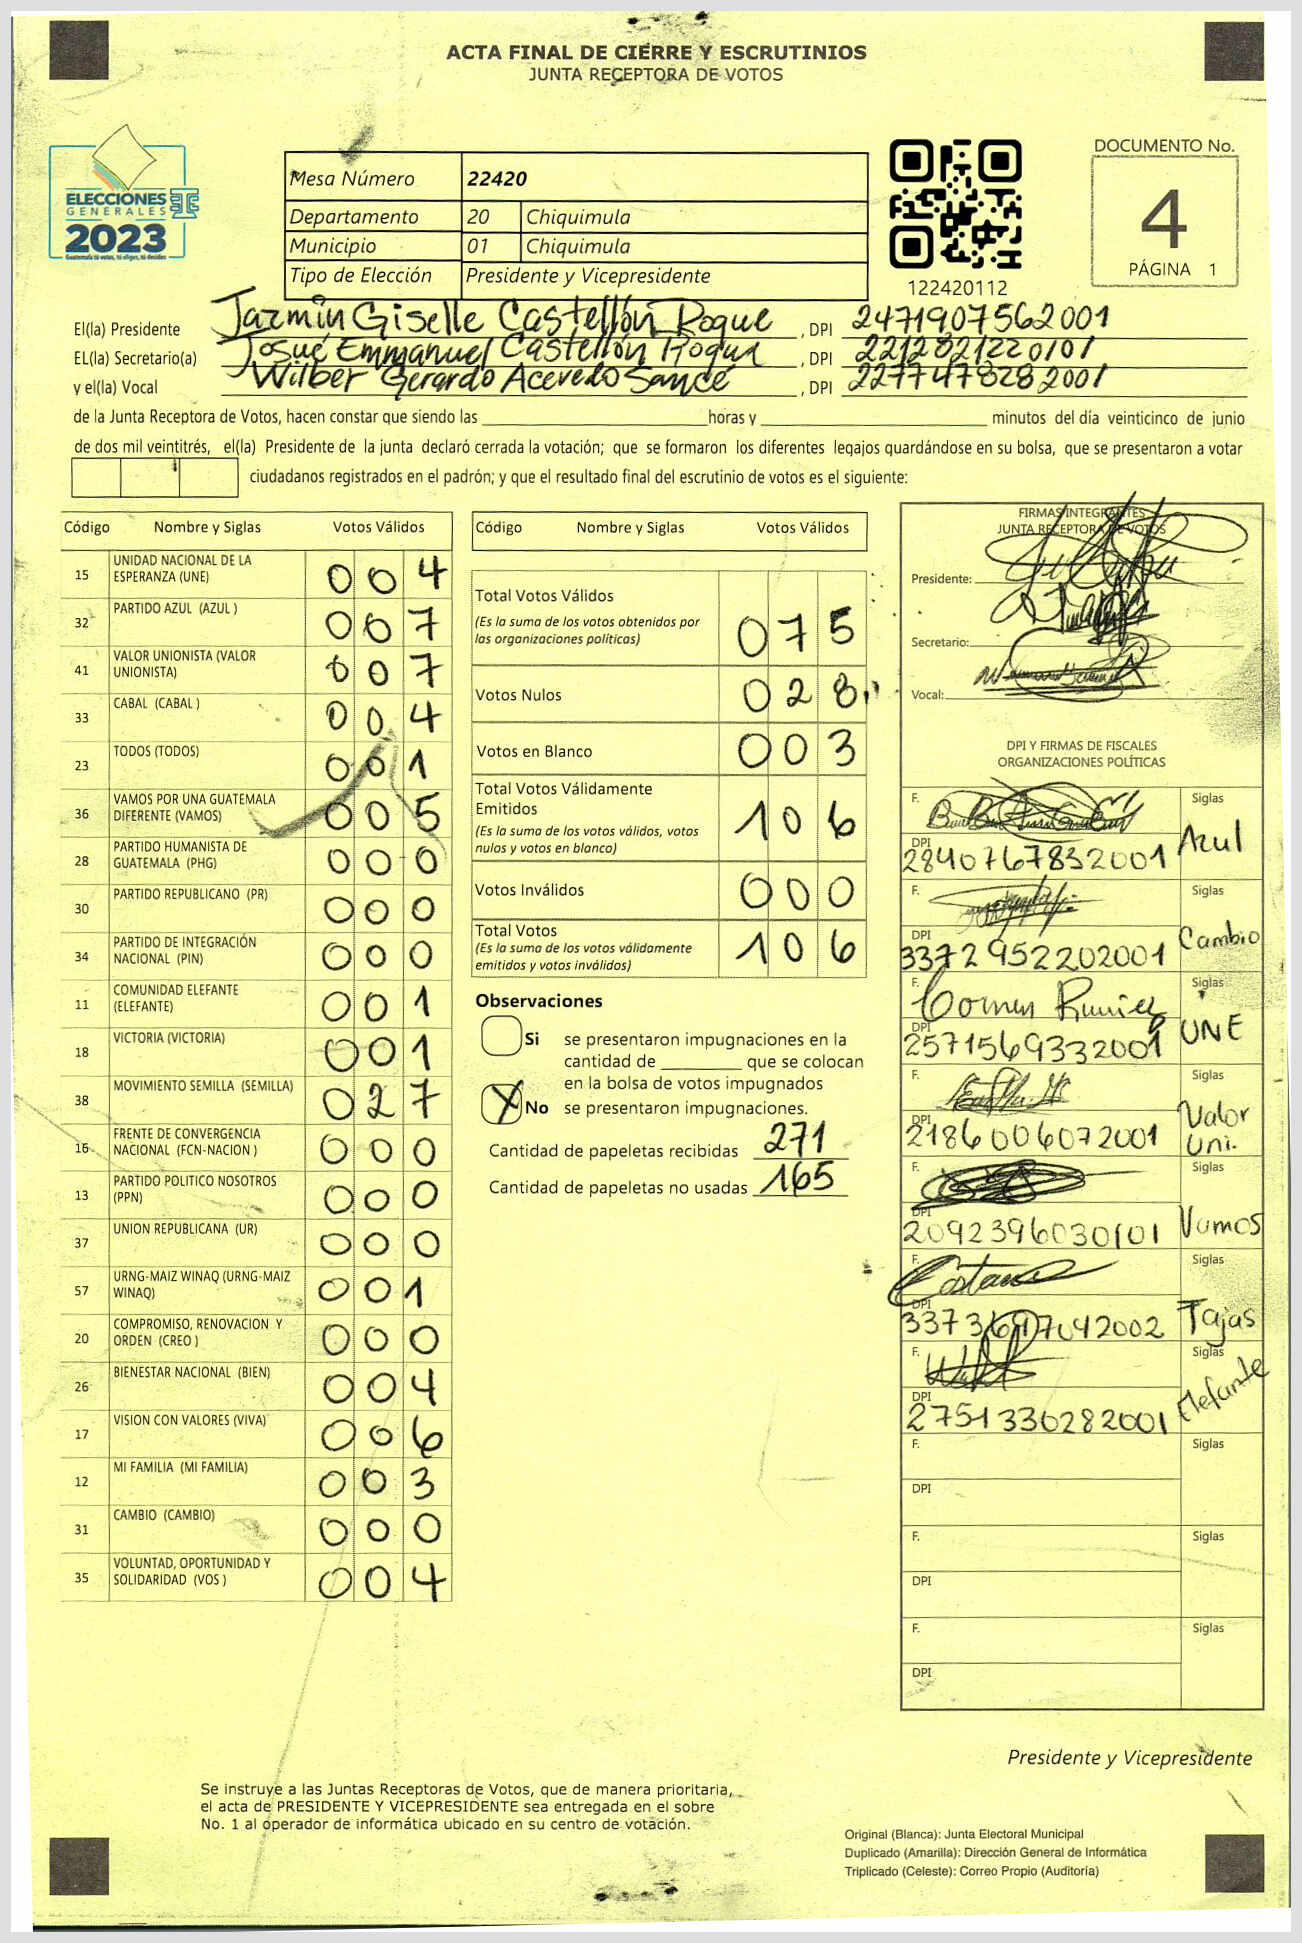 ACTA FINAL DE CIERRE Y ESCRUTINIOS
JUNTA RECEPTORA DE VOTOS
ELECCIONES
GENERALES
2023
Guatemala tú votas, tú eliges, tú decides
Mesa Número 22420
Departamento 20 Chiquimula
Municipio 01 Chiquimula
Tipo de Elección Presidente y Vicepresidente
122420112
DOCUMENTO No.
4
PÁGINA 1
El(la) Presidente Jazmín Giselle Castellón Roque , DPI 2471907562001
EL(la) Secretario(a) Josué Emmanuel Castellón Roque , DPI 2212821220101
y el(la) Vocal Wilber Gerardo Acevedo Sancé , DPI 2277478282001
de la Junta Receptora de Votos, hacen constar que siendo las horas y minutos del día veinticinco de junio
de dos mil veintitrés, el(la) Presidente de la junta declaró cerrada la votación; que se formaron los diferentes legajos guardándose en su bolsa, que se presentaron a votar
ciudadanos registrados en el padrón; y que el resultado final del escrutinio de votos es el siguiente:
Código Nombre y Siglas Votos Válidos
15 UNIDAD NACIONAL DE LA ESPERANZA (UNE) 004
32 PARTIDO AZUL (AZUL ) 007
41 VALOR UNIONISTA (VALOR UNIONISTA) 007
33 CABAL (CABAL ) 004
23 TODOS (TODOS) 001
36 VAMOS POR UNA GUATEMALA DIFERENTE (VAMOS) 005
28 PARTIDO HUMANISTA DE GUATEMALA (PHG) 000
30 PARTIDO REPUBLICANO (PR) 000
34 PARTIDO DE INTEGRACIÓN NACIONAL (PIN) 000
11 COMUNIDAD ELEFANTE (ELEFANTE) 001
18 VICTORIA (VICTORIA) 001
38 MOVIMIENTO SEMILLA (SEMILLA) 027
16 FRENTE DE CONVERGENCIA NACIONAL (FCN-NACION ) 000
13 PARTIDO POLITICO NOSOTROS (PPN) 000
37 UNION REPUBLICANA (UR) 000
57 URNG-MAIZ WINAQ (URNG-MAIZ WINAQ) 001
20 COMPROMISO, RENOVACION Y ORDEN (CREO ) 000
26 BIENESTAR NACIONAL (BIEN) 004
17 VISION CON VALORES (VIVA) 006
12 MI FAMILIA (MI FAMILIA) 003
31 CAMBIO (CAMBIO) 000
35 VOLUNTAD, OPORTUNIDAD Y SOLIDARIDAD (VOS ) 004
Código Nombre y Siglas Votos Válidos
Total Votos Válidos 075
(Es la suma de los votos obtenidos por
las organizaciones políticas)
Votos Nulos 028
Votos en Blanco 003
Total Votos Válidamente
Emitidos 106
(Es la suma de los votos válidos, votos
nulos y votos en blanco)
Votos Inválidos 000
Total Votos 106
(Es la suma de los votos válidamente
emitidos y votos inválidos)
Observaciones
Si se presentaron impugnaciones en la
cantidad de que se colocan
en la bolsa de votos impugnados
X No se presentaron impugnaciones.
Cantidad de papeletas recibidas 271
Cantidad de papeletas no usadas 165
FIRMAS INTEGRANTES
JUNTA RECEPTORA DE VOTOS
Presidente:
Secretario:
Vocal:
DPI Y FIRMAS DE FISCALES
ORGANIZACIONES POLÍTICAS
F. Siglas
DPI 2840767832001 Azul
F. Siglas
DPI 3372952202001 Cambio
F. Siglas
DPI 2571569332001 UNE
F. Siglas
DPI 2186006072001 Valor Uni.
F. Siglas
DPI 2092396030101 Vamos
F. Siglas
DPI Tajas
F. Siglas
DPI 2751330282001 Elefante
F. Siglas
DPI
F. Siglas
DPI
F. Siglas
DPI
Presidente y Vicepresidente
Se instruye a las Juntas Receptoras de Votos, que de manera prioritaria,
el acta de PRESIDENTE Y VICEPRESIDENTE sea entregada en el sobre
No. 1 al operador de informática ubicado en su centro de votación.
Original (Blanca): Junta Electoral Municipal
Duplicado (Amarilla): Dirección General de Informática
Triplicado (Celeste): Correo Propio (Auditoría)